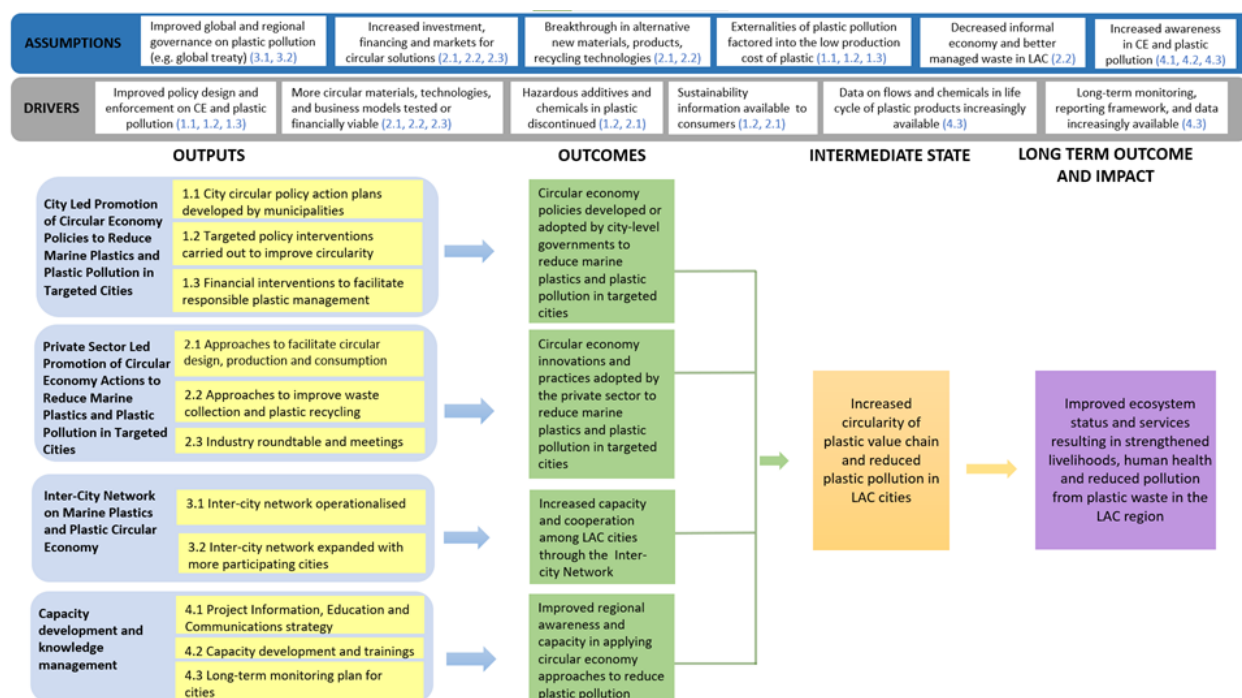 ASSUMPTIONS
Improved global and regional
governance on plastic pollution
(e.g. global treaty) (3.1, 3.2)
Increased investment,
financing and markets for
circular solutions (2.1, 2.2, 2.3)
Breakthrough in alternative
new materials, products,
recycling technologies (2.1, 2.2)
Externalities of plastic pollution
factored into the low production
cost of plastic (1.1, 1.2, 1.3)
Decreased informal
economy and better
managed waste in LAC (2.2)
Increased awareness
in CE and plastic
pollution (4.1, 4.2, 4.3)
DRIVERS
Improved policy design and
enforcement on CE and plastic
pollution (1.1, 1.2, 1.3)
More circular materials, technologies,
and business models tested or
financially viable (2.1, 2.2, 2.3)
Hazardous additives and
chemicals in plastic
discontinued (1.2, 2.1)
Sustainability
information available to
consumers (1.2, 2.1)
Data on flows and chemicals in life
cycle of plastic products increasingly
available (4.3)
Long-term monitoring,
reporting framework, and data
increasingly available (4.3)
OUTPUTS
OUTCOMES
INTERMEDIATE STATE
LONG TERM OUTCOME
AND IMPACT
City Led Promotion
of Circular Economy
Policies to Reduce
Marine Plastics and
Plastic Pollution in
Targeted Cities
1.1 City circular policy action plans
developed by municipalities
1.2 Targeted policy interventions
carried out to improve circularity
1.3 Financial interventions to facilitate
responsible plastic management
Circular economy
policies developed or
adopted by city-level
governments to
reduce marine
plastics and plastic
pollution in targeted
cities
Private Sector Led
Promotion of Circular
Economy Actions to
Reduce Marine
Plastics and Plastic
Pollution in Targeted
Cities
2.1 Approaches to facilitate circular
design, production and consumption
2.2 Approaches to improve waste
collection and plastic recycling
2.3 Industry roundtable and meetings
Circular economy
innovations and
practices adopted by
the private sector to
reduce marine
plastics and plastic
pollution in targeted
cities
Inter-City Network
on Marine Plastics
and Plastic Circular
Economy
3.1 Inter-city network operationalised
3.2 Inter-city network expanded with
more participating cities
Increased capacity
and cooperation
among LAC cities
through the Inter-
city Network
Capacity
development and
knowledge
management
4.1 Project Information, Education and
Communications strategy
4.2 Capacity development and trainings
4.3 Long-term monitoring plan for
cities
Improved regional
awareness and
capacity in applying
circular economy
approaches to reduce
plastic pollution
Increased
circularity of
plastic value chain
and reduced
plastic pollution in
LAC cities
Improved ecosystem
status and services
resulting in strengthened
livelihoods, human health
and reduced pollution
from plastic waste in the
LAC region